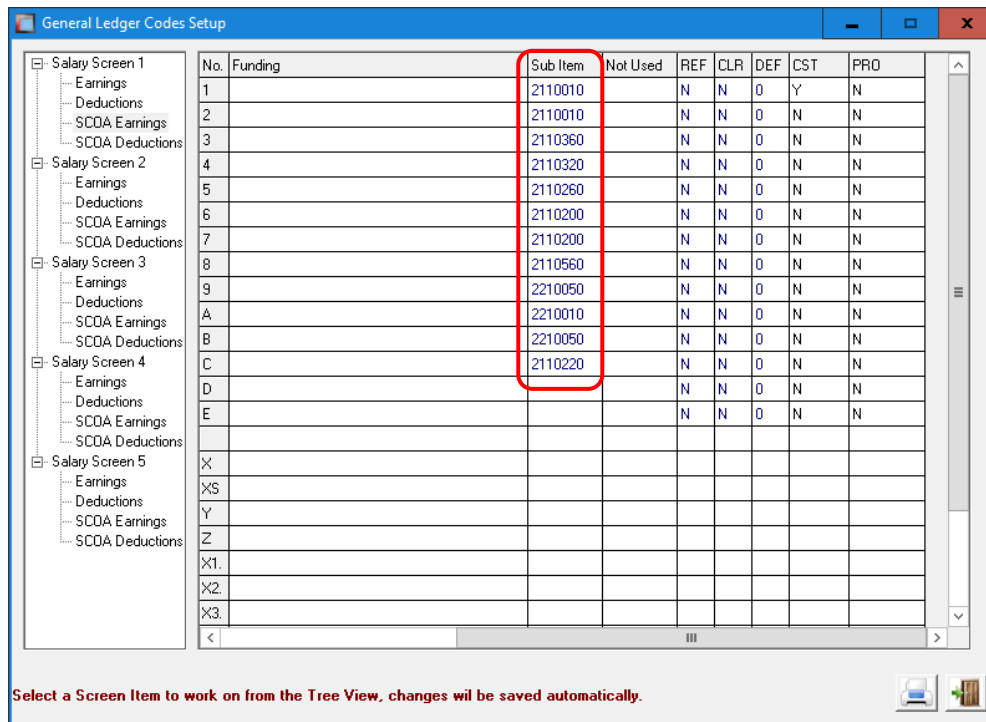 General Ledger Codes Setup
Salary Screen 1
Earnings
Deductions
SCOA Earnings
SCOA Deductions
Salary Screen 2
Earnings
Deductions
SCOA Earnings
SCOA Deductions
Salary Screen 3
Earnings
Deductions
SCOA Earnings
SCOA Deductions
Salary Screen 4
Earnings
Deductions
SCOA Earnings
SCOA Deductions
Salary Screen 5
Earnings
Deductions
SCOA Earnings
SCOA Deductions
No. Funding Sub Item Not Used REF CLR DEF CST PRO
1 2110010 N N 0 Y N
2 2110010 N N 0 N N
3 2110360 N N 0 N N
4 2110320 N N 0 N N
5 2110260 N N 0 N N
6 2110200 N N 0 N N
7 2110200 N N 0 N N
8 2110560 N N 0 N N
9 2210050 N N 0 N N
A 2210010 N N 0 N N
B 2210050 N N 0 N N
C 2110220 N N 0 N N
D N N 0 N N
E N N 0 N N
X
XS
Y
Z
X1.
X2.
X3.
Select a Screen Item to work on from the Tree View, changes wil be saved automatically.